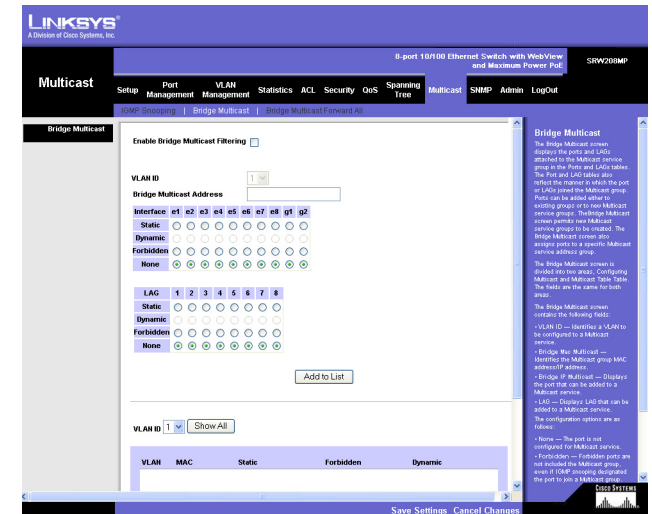 LINKSYS®
A Division of Cisco Systems, Inc.
8-port 10/100 Ethernet Switch with WebView
and Maximum Power PoE
SRW208MP
Multicast
Setup Port Management VLAN Management Statistics ACL Security QoS Spanning Tree Multicast SNMP Admin LogOut
IGMP Snooping | Bridge Multicast | Bridge Multicast Forward All
Bridge Multicast
Enable Bridge Multicast Filtering
VLAN ID 1
Bridge Multicast Address
Interface e1 e2 e3 e4 e5 e6 e7 e8 g1 g2
Static
Dynamic
Forbidden
None
LAG 1 2 3 4 5 6 7 8
Static
Dynamic
Forbidden
None
Add to List
VLAN ID 1 Show All
VLAN MAC Static Forbidden Dynamic
Bridge Multicast
The Bridge Multicast screen
displays the ports and LAGs
attached to the Multicast service
group in the Ports and LAGs tables.
The Port and LAG tables also
reflect the manner in which the port
or LAGs joined the Multicast group.
Ports can be added either to
existing groups or to new Multicast
service groups. TheBridge Multicast
screen permits new Multicast
service groups to be created. The
Bridge Multicast screen also
assigns ports to a specific Multicast
service address group.
The Bridge Multicast screen is
divided into two areas, Configuring
Multicast and Multicast Table Table.
The fields are the same for both
areas.
The Bridge Multicast screen
contains the following fields:
• VLAN ID — Identifies a VLAN to
be configured to a Multicast
service.
• Bridge Mac Multicast —
Identifies the Multicast group MAC
address/IP address.
• Bridge IP Multicast — Displays
the port that can be added to a
Multicast service.
• LAG — Displays LAG that can be
added to a Multicast service.
The configuration options are as
follows:
• None — The port is not
configured for Multicast service.
• Forbidden — Forbidden ports are
not included the Multicast group,
even if IGMP snooping designated
the port to join a Multicast group.
Save Settings Cancel Changes
CISCO SYSTEMS